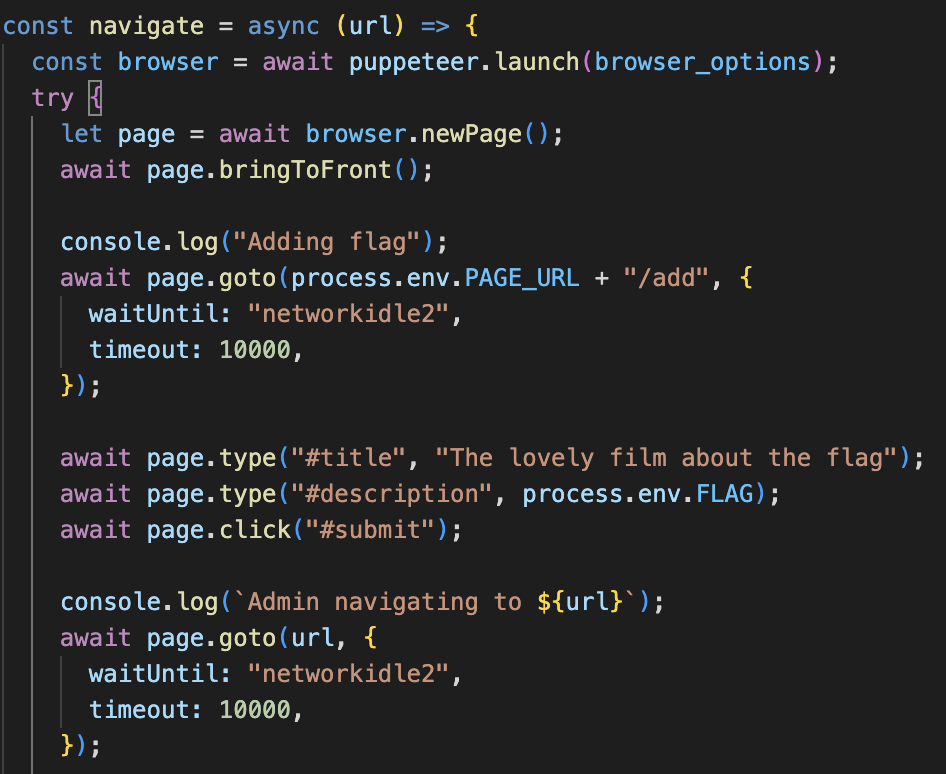 const navigate = async (url) => {
  const browser = await puppeteer.launch(browser_options);
  try {
    let page = await browser.newPage();
    await page.bringToFront();

    console.log("Adding flag");
    await page.goto(process.env.PAGE_URL + "/add", {
      waitUntil: "networkidle2",
      timeout: 10000,
    });

    await page.type("#title", "The lovely film about the flag");
    await page.type("#description", process.env.FLAG);
    await page.click("#submit");

    console.log(`Admin navigating to ${url}`);
    await page.goto(url, {
      waitUntil: "networkidle2",
      timeout: 10000,
    });